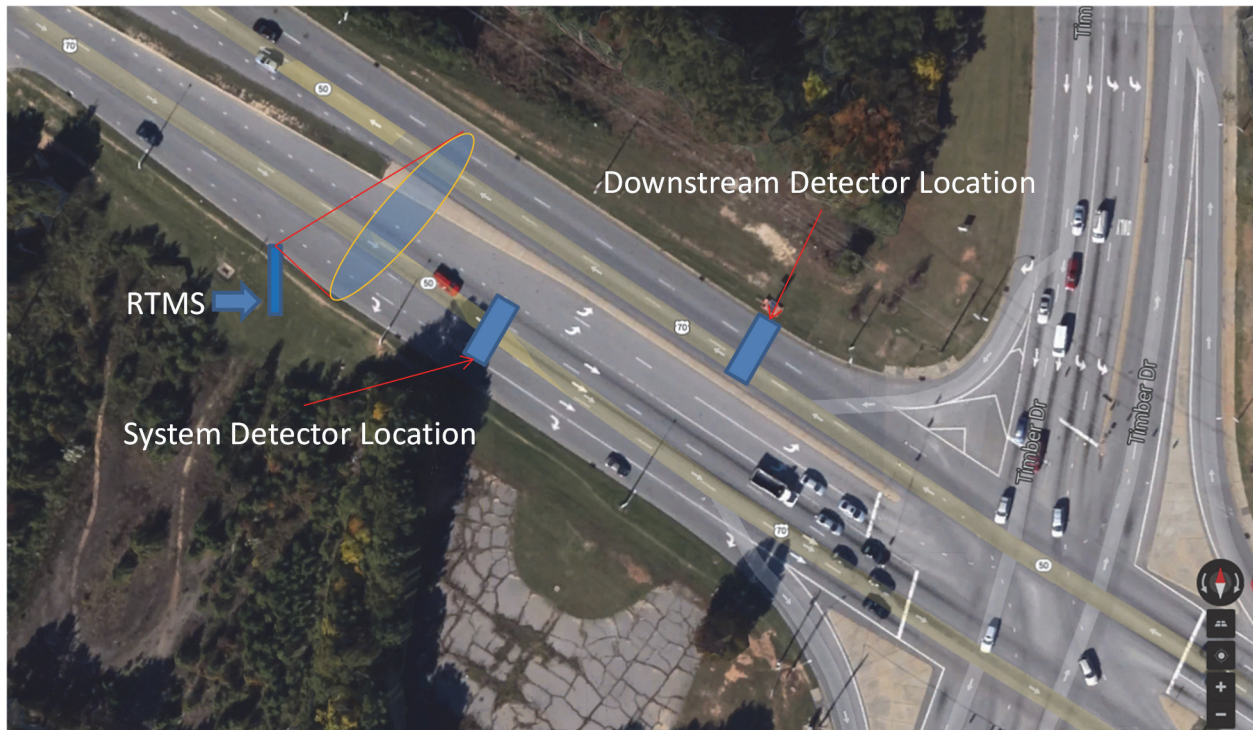 70
50
Tim
Downstream Detector Location
RTMS
50
70
System Detector Location
Timber Dr
Timber Dr
70
50